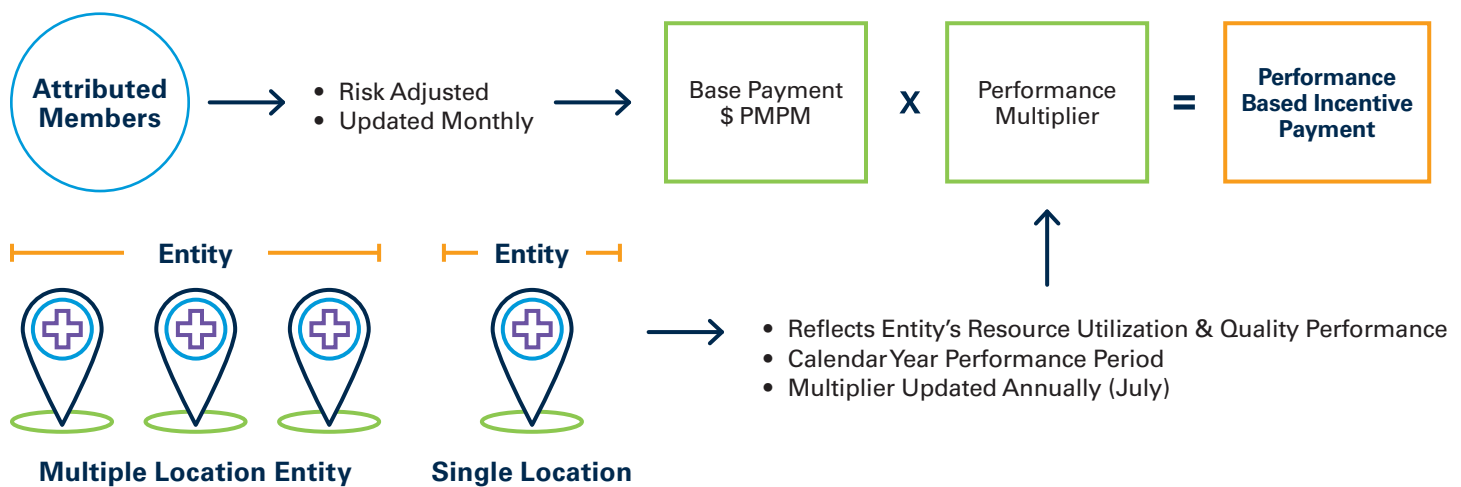 Attributed
Members
• Risk Adjusted
• Updated Monthly
Base Payment
$ PMPM
X
Performance
Multiplier
=
Performance
Based Incentive
Payment
Entity
Entity
• Reflects Entity's Resource Utilization & Quality Performance
• Calendar Year Performance Period
• Multiplier Updated Annually (July)
Multiple Location Entity
Single Location